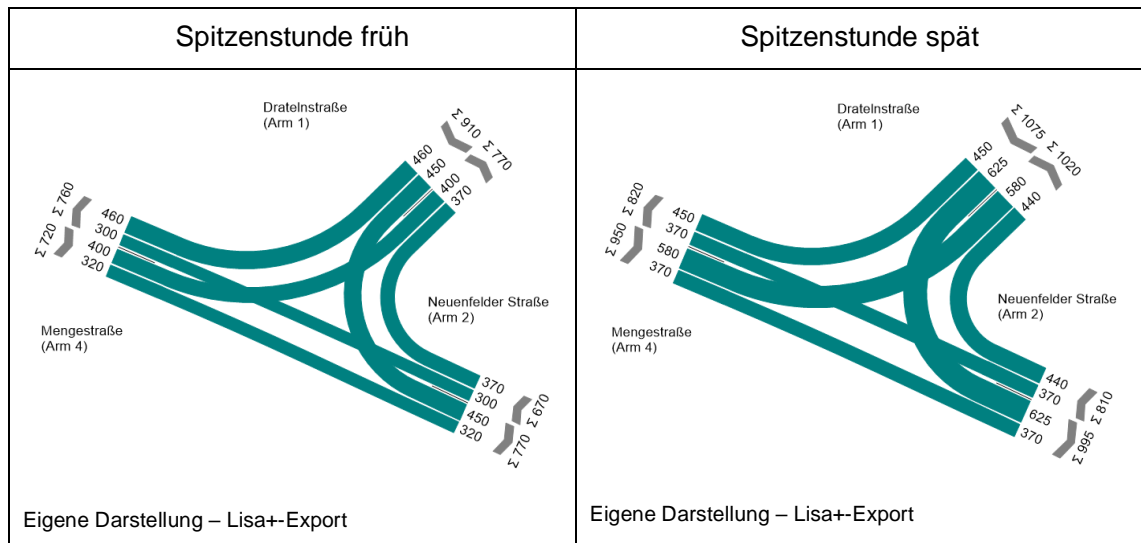 Spitzenstunde früh
Spitzenstunde spät
Dratelnstraße
(Arm 1)
Σ 910 Σ 770
460
450
400
370
Σ 720 Σ 760
460
300
400
320
Mengestraße
(Arm 4)
Neuenfelder Straße
(Arm 2)
370
300
450
320
Σ 770 Σ 670
Eigene Darstellung – Lisa+-Export
Dratelnstraße
(Arm 1)
Σ 1075 Σ 1020
450
625
580
440
Σ 950 Σ 820
450
370
580
370
Mengestraße
(Arm 4)
Neuenfelder Straße
(Arm 2)
440
370
625
370
Σ 995 Σ 810
Eigene Darstellung – Lisa+-Export